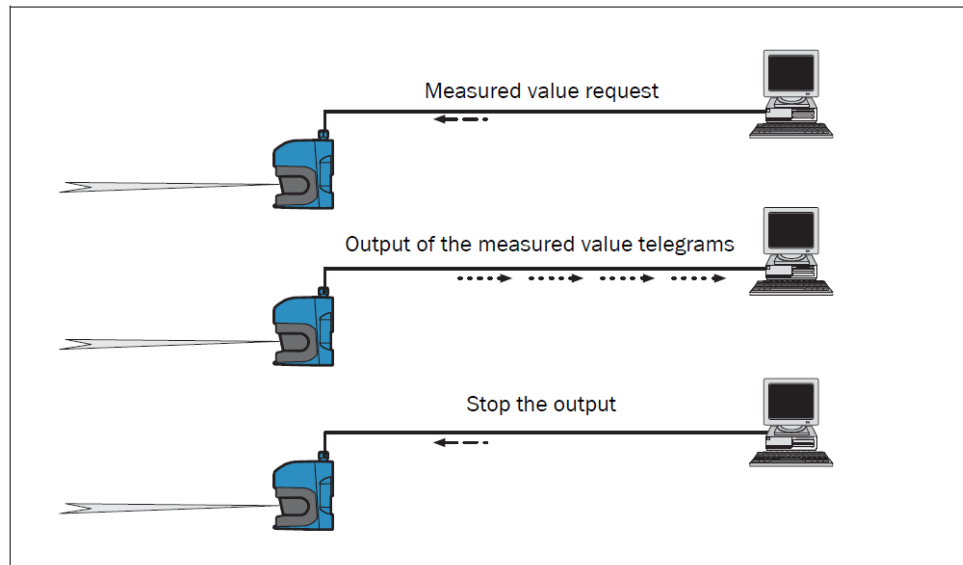 Measured value request
Output of the measured value telegrams
Stop the output